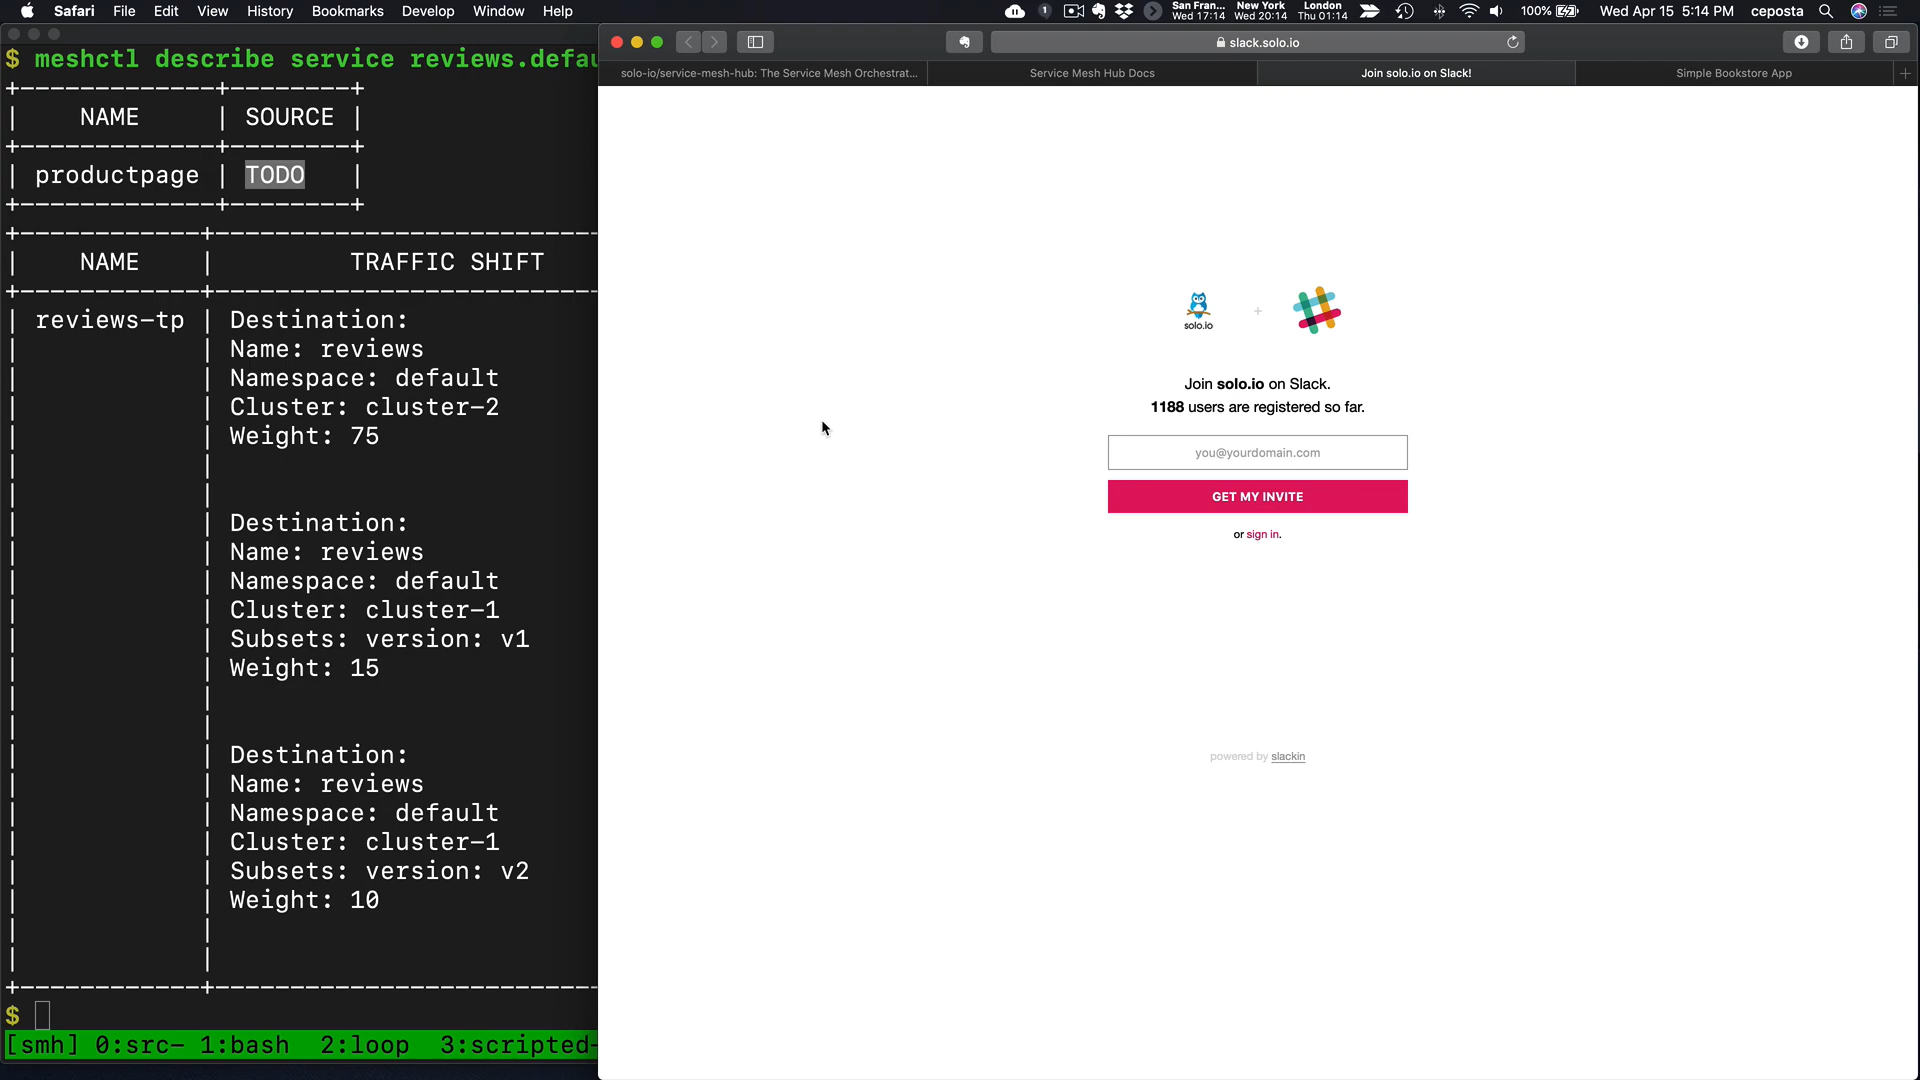 Safari File Edit View History Bookmarks Develop Window Help
1
San Fran... New York London
Wed 17:14 Wed 20:14 Thu 01:14
100% Wed Apr 15 5:14 PM ceposta
$ meshctl describe service reviews.defau
NAME | SOURCE
productpage | TODO
NAME | TRAFFIC SHIFT
reviews-tp | Destination:
Name: reviews
Namespace: default
Cluster: cluster-2
Weight: 75
Destination:
Name: reviews
Namespace: default
Cluster: cluster-1
Subsets: version: v1
Weight: 15
Destination:
Name: reviews
Namespace: default
Cluster: cluster-1
Subsets: version: v2
Weight: 10
$
[smh] 0:src- 1:bash 2:loop 3:scripted-
slack.solo.io
solo-io/service-mesh-hub: The Service Mesh Orchestrat...
Service Mesh Hub Docs
Join solo.io on Slack!
Simple Bookstore App
solo.io
+
Join solo.io on Slack.
1188 users are registered so far.
you@yourdomain.com
GET MY INVITE
or sign in.
powered by slackin